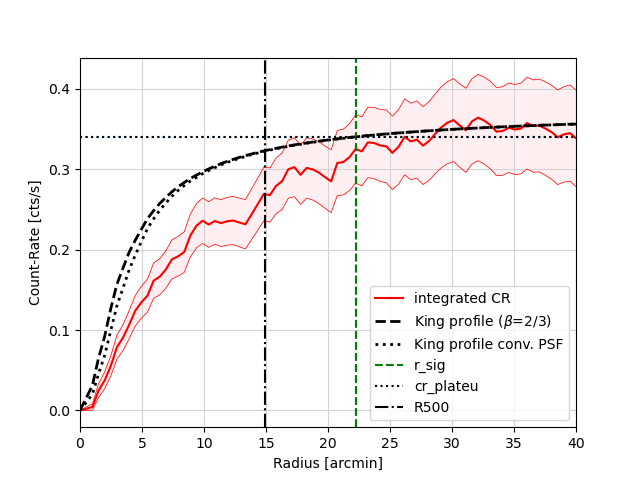 0.4
0.3
0.2
0.1
0.0
Count-Rate [cts/s]
integrated CR
King profile (β=2/3)
King profile conv. PSF
r_sig
cr_plateu
R500
0 5 10 15 20 25 30 35 40
Radius [arcmin]